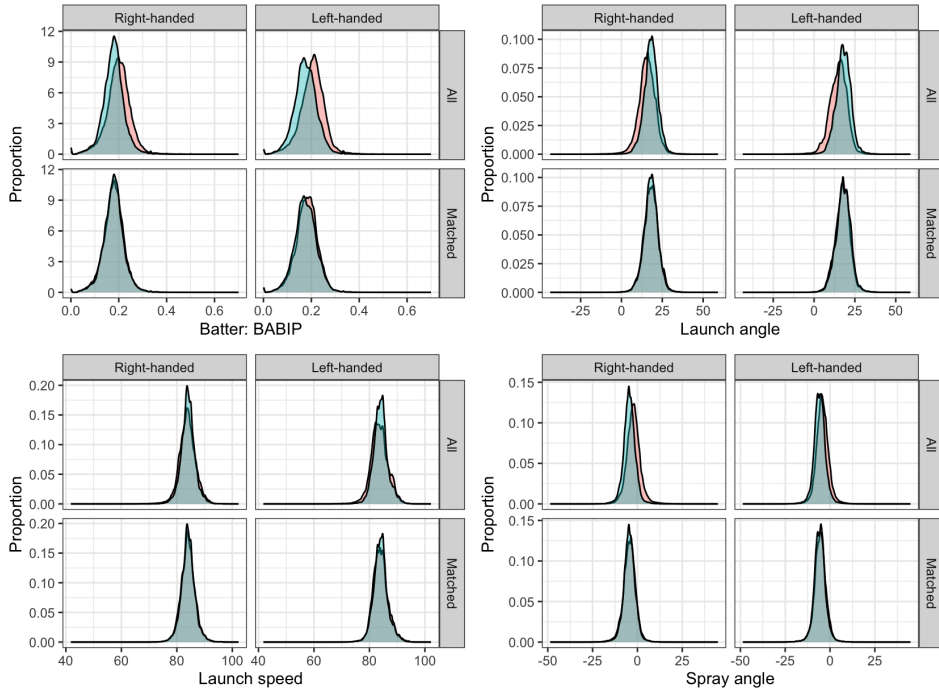 Right-handed Left-handed
12
9
6
3
0
All
12
9
6
3
0
Matched
Proportion
0.0 0.2 0.4 0.6 0.0 0.2 0.4 0.6
Batter: BABIP
Right-handed Left-handed
0.100
0.075
0.050
0.025
0.000
All
0.100
0.075
0.050
0.025
0.000
Matched
Proportion
-25 0 25 50 -25 0 25 50
Launch angle
Right-handed Left-handed
0.20
0.15
0.10
0.05
0.00
All
0.20
0.15
0.10
0.05
0.00
Matched
Proportion
40 60 80 100 40 60 80 100
Launch speed
Right-handed Left-handed
0.15
0.10
0.05
0.00
All
0.15
0.10
0.05
0.00
Matched
Proportion
-50 -25 0 25 -50 -25 0 25
Spray angle